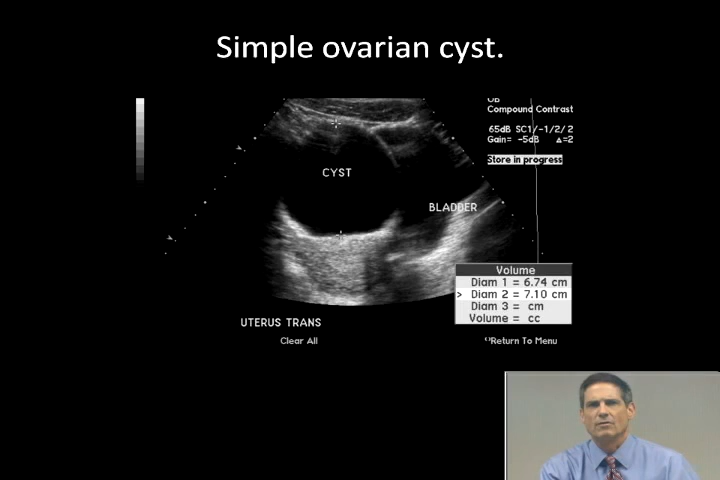 Simple ovarian cyst.
OB
Compound Contrast
65dB SC1/-1/2/2
Gain= -5dB ▵=2
Store in progress
CYST
BLADDER
Volume
Diam 1 = 6.74 cm
> Diam 2 = 7.10 cm
Diam 3 = cm
Volume = cc
UTERUS TRANS
Clear All
Return To Menu